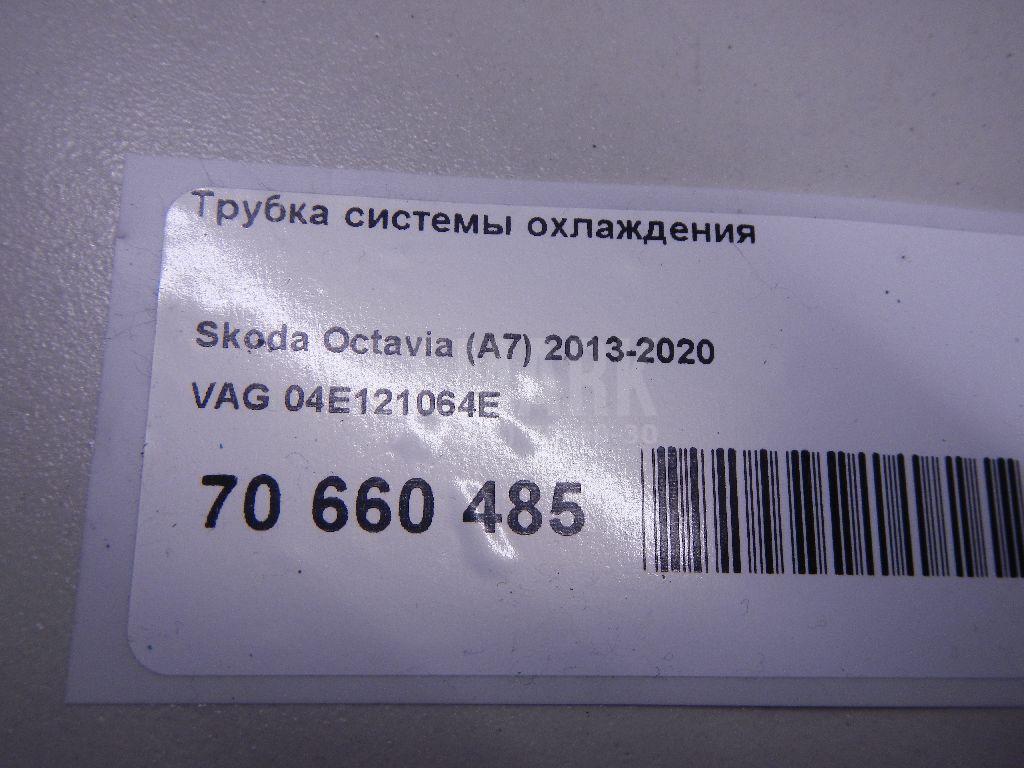 Трубка системы охлаждения
Skoda Octavia (A7) 2013-2020
VAG 04E121064E
70 660 485